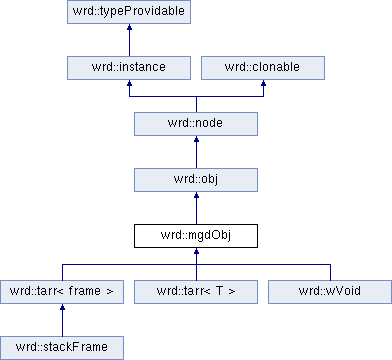 wrd::typeProvidable
wrd::instance
wrd::clonable
wrd::node
wrd::obj
wrd::mgdObj
wrd::tarr< frame >
wrd::tarr< T >
wrd::wVoid
wrd::stackFrame